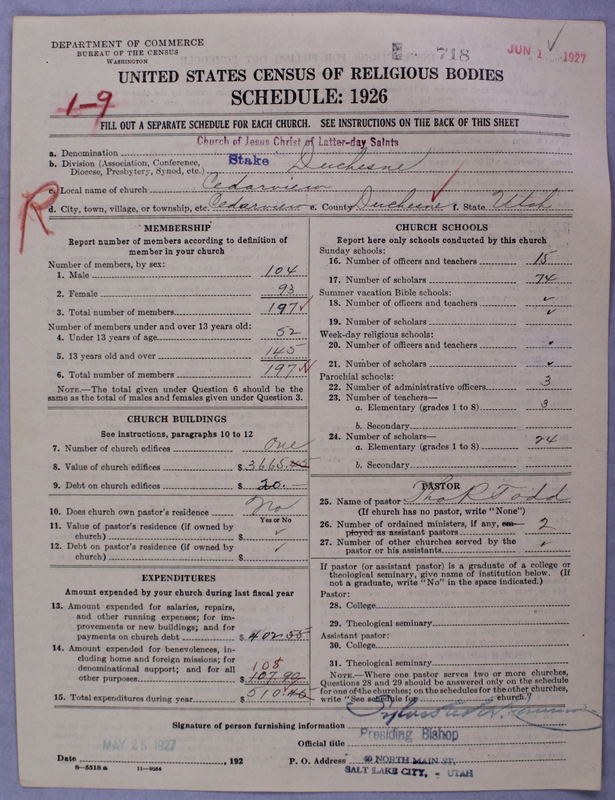 DEPARTMENT OF COMMERCE
BUREAU OF THE CENSUS
WASHINGTON
718
JUN 1 1927
UNITED STATES CENSUS OF RELIGIOUS BODIES
SCHEDULE: 1926
1-9
FILL OUT A SEPARATE SCHEDULE FOR EACH CHURCH. SEE INSTRUCTIONS ON THE BACK OF THIS SHEET
Church of Jesus Christ of Latter-day Saints
a. Denomination
b. Division (Association, Conference, Diocese, Presbytery, Synod, etc.) Stake Duchesne
c. Local name of church Cedarview
R
d. City, town, village, or township, etc. Cedarview e. County Duchesne f. State Utah
MEMBERSHIP
Report number of members according to definition of
member in your church
Number of members, by sex:
1. Male 104
2. Female 93
3. Total number of members 197
Number of members under and over 13 years old:
4. Under 13 years of age 52
5. 13 years old and over 145
6. Total number of members 197
NOTE.—The total given under Question 6 should be the
same as the total of males and females given under Question 3.
CHURCH BUILDINGS
See instructions, paragraphs 10 to 12
7. Number of church edifices One
8. Value of church edifices $ 3665.45
9. Debt on church edifices $ 20.—
10. Does church own pastor's residence No
Yes or No
11. Value of pastor's residence (if owned by
church) $ ✓
12. Debt on pastor's residence (if owned by
church) $ ✓
EXPENDITURES
Amount expended by your church during last fiscal year
13. Amount expended for salaries, repairs,
and other running expenses; for im-
provements or new buildings; and for
payments on church debt $ 402.55
14. Amount expended for benevolences, in-
cluding home and foreign missions; for
denominational support; and for all 108
other purposes $ 107.90
15. Total expenditures during year $ 510.45
CHURCH SCHOOLS
Report here only schools conducted by this church
Sunday schools:
16. Number of officers and teachers 15
17. Number of scholars 74
Summer vacation Bible schools:
18. Number of officers and teachers ✓
19. Number of scholars ✓
Week-day religious schools:
20. Number of officers and teachers ✓
21. Number of scholars ✓
Parochial schools:
22. Number of administrative officers 3
23. Number of teachers—
a. Elementary (grades 1 to 8) 3
b. Secondary
24. Number of scholars—
a. Elementary (grades 1 to 8) 24
b. Secondary
PASTOR
25. Name of pastor Thos R Todd
(If church has no pastor, write "None")
26. Number of ordained ministers, if any, em-
ployed as assistant pastors 2
27. Number of other churches served by the
pastor or his assistants ✓
If pastor (or assistant pastor) is a graduate of a college or
theological seminary, give name of institution below. (If
not a graduate, write "No" in the space indicated.)
Pastor:
28. College
29. Theological seminary
Assistant pastor:
30. College
31. Theological seminary
NOTE.—Where one pastor serves two or more churches,
Questions 28 and 29 should be answered only on the schedule
for one of the churches; on the schedules for the other churches,
write "See schedule for church."
Signature of person furnishing information
Official title Presiding Bishop
MAY 25 1927
Date , 192 P. O. Address 40 NORTH MAIN ST.
SALT LAKE CITY, - UTAH
8—5518 a 11—9064